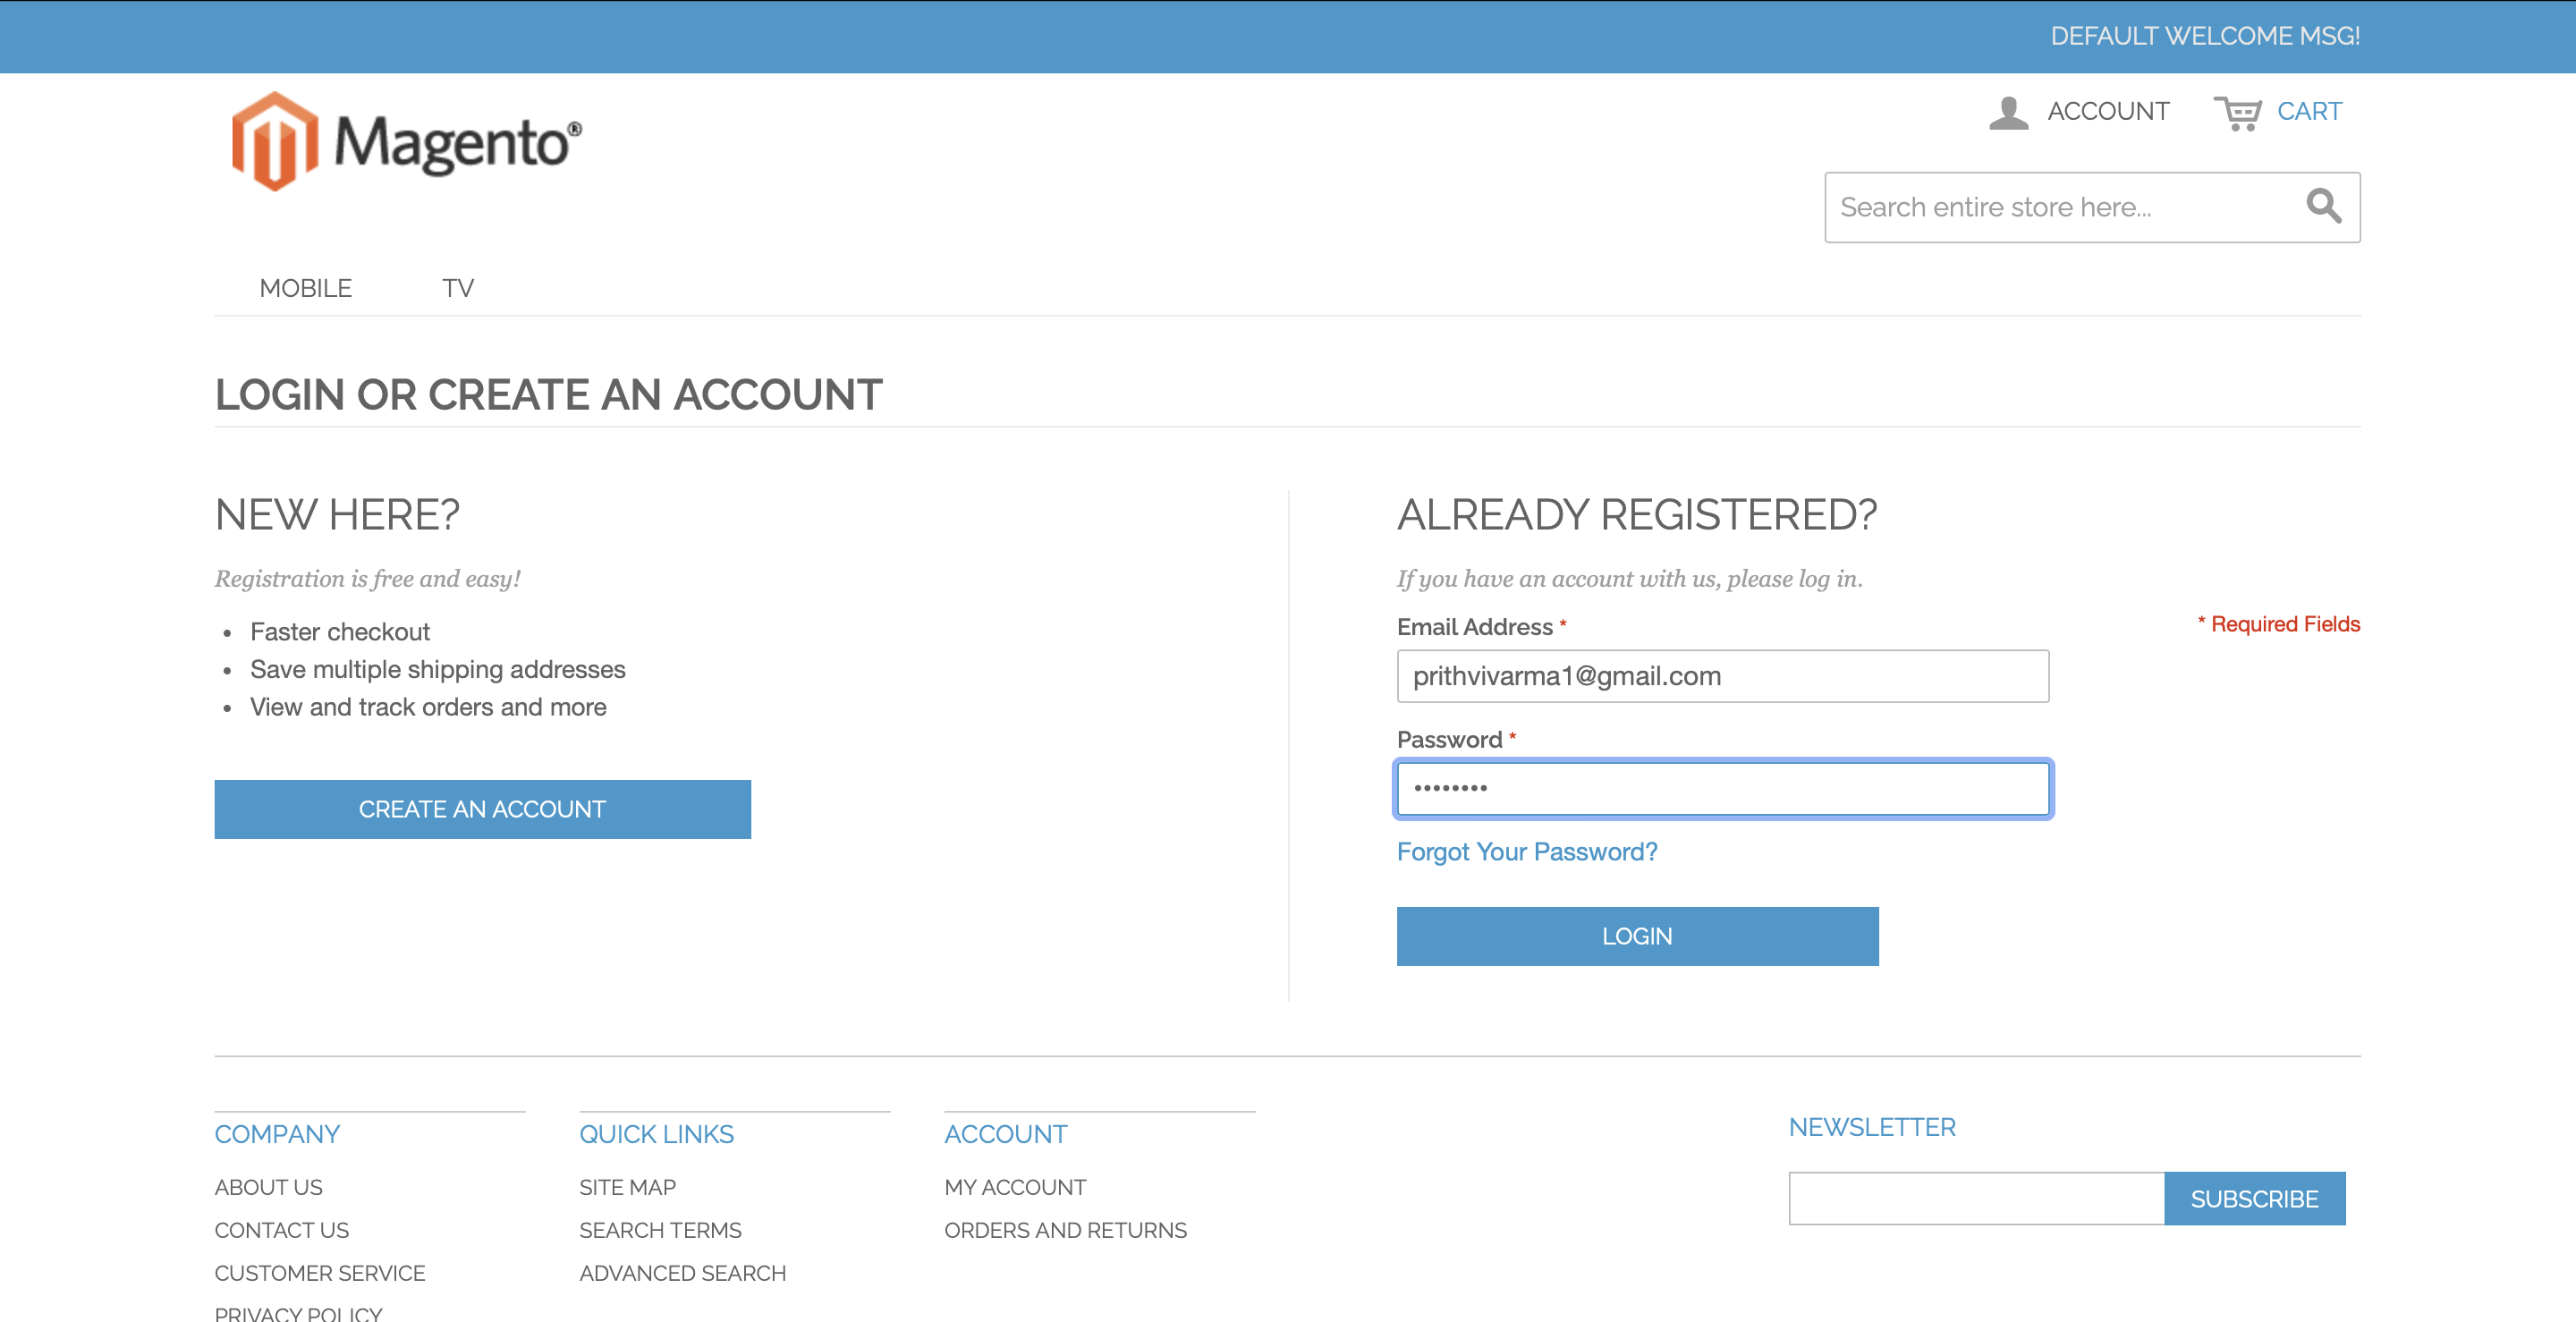 DEFAULT WELCOME MSG!
Magento®
ACCOUNT CART
Search entire store here...
MOBILE TV
LOGIN OR CREATE AN ACCOUNT
NEW HERE?
Registration is free and easy!
• Faster checkout
• Save multiple shipping addresses
• View and track orders and more
CREATE AN ACCOUNT
ALREADY REGISTERED?
If you have an account with us, please log in.
* Required Fields
Email Address *
prithvivarma1@gmail.com
Password *
••••••••
Forgot Your Password?
LOGIN
COMPANY
ABOUT US
CONTACT US
CUSTOMER SERVICE
PRIVACY POLICY
QUICK LINKS
SITE MAP
SEARCH TERMS
ADVANCED SEARCH
ACCOUNT
MY ACCOUNT
ORDERS AND RETURNS
NEWSLETTER
SUBSCRIBE